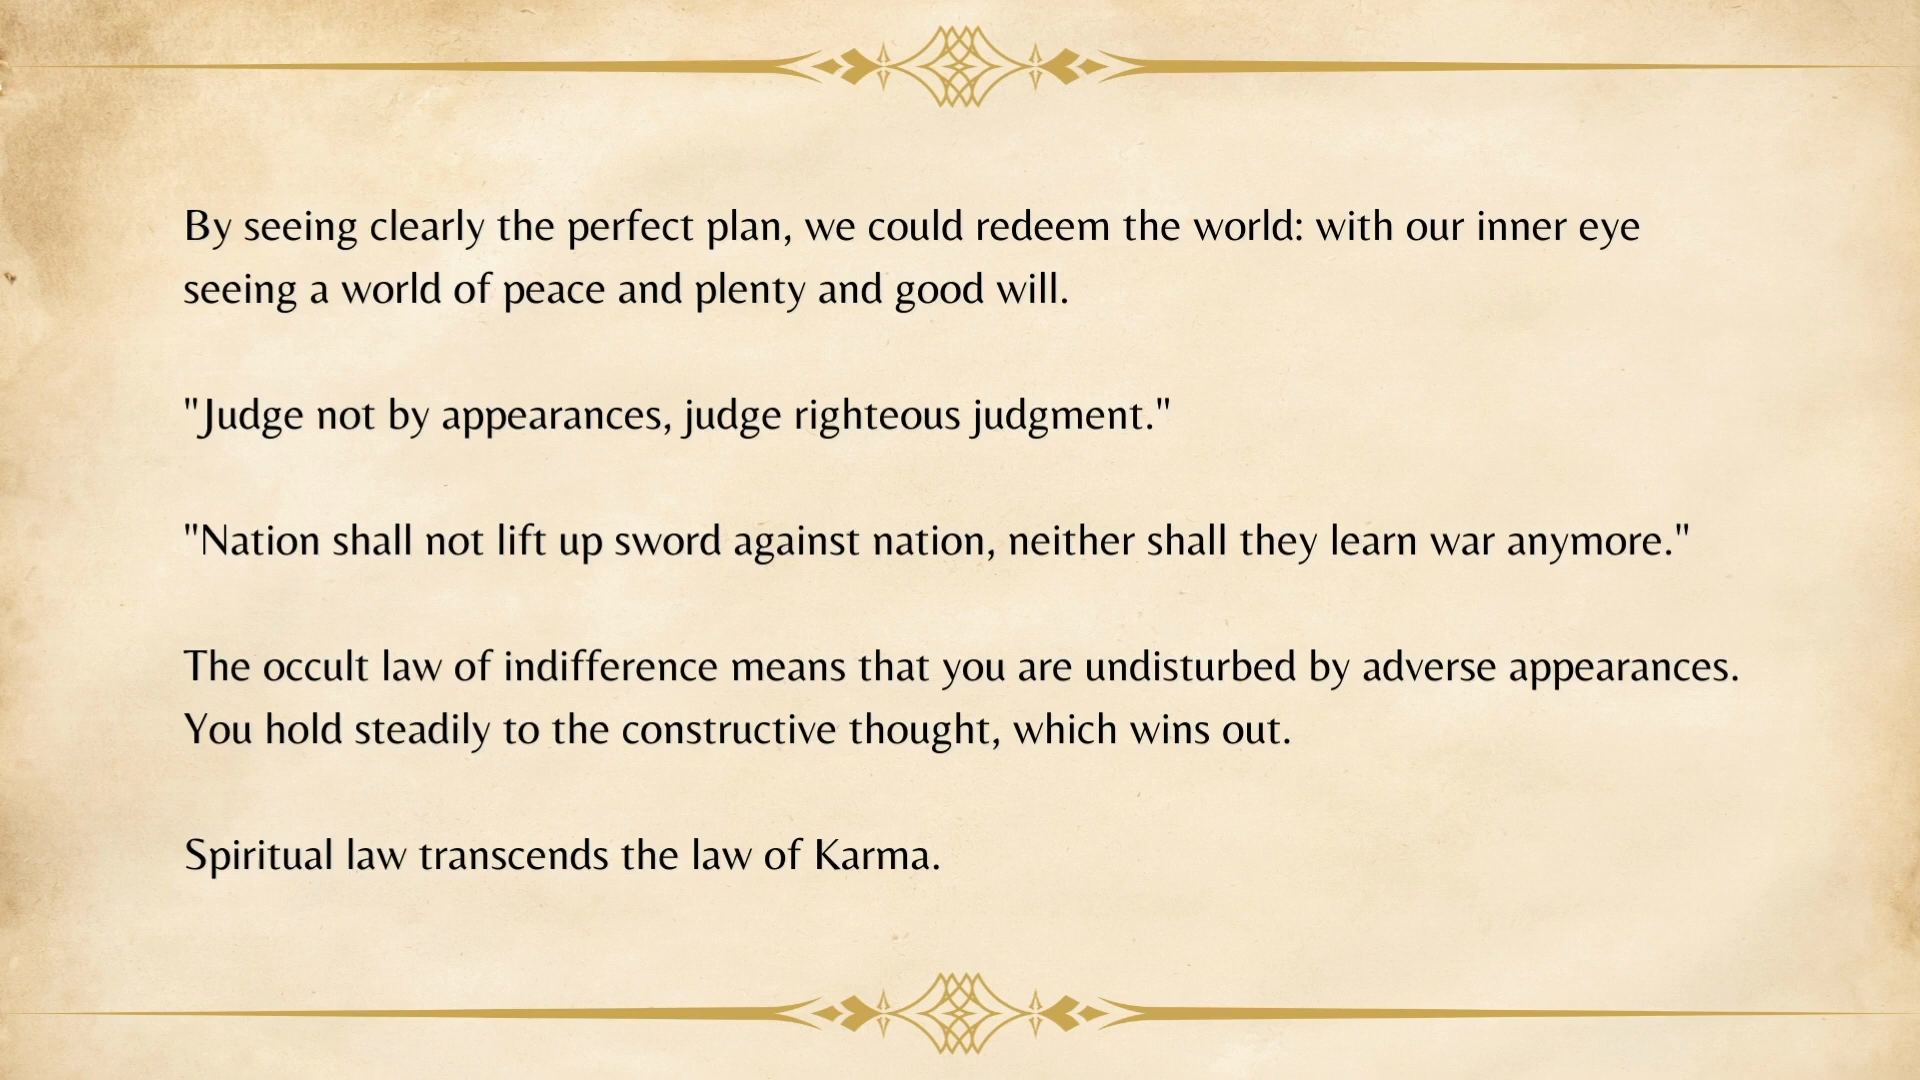 By seeing clearly the perfect plan, we could redeem the world: with our inner eye
seeing a world of peace and plenty and good will.
"Judge not by appearances, judge righteous judgment."
"Nation shall not lift up sword against nation, neither shall they learn war anymore."
The occult law of indifference means that you are undisturbed by adverse appearances.
You hold steadily to the constructive thought, which wins out.
Spiritual law transcends the law of Karma.